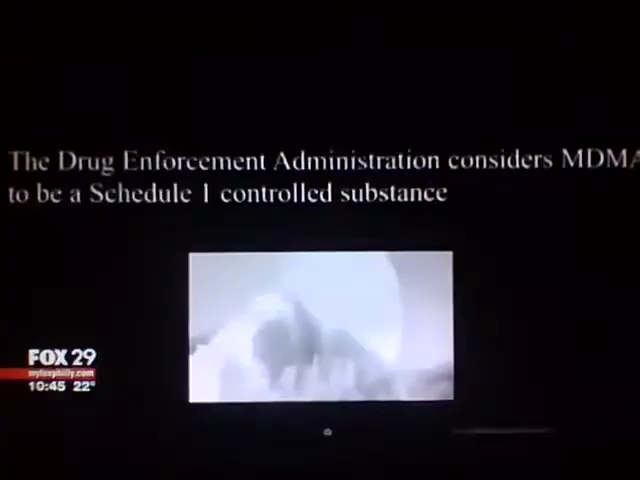 The Drug Enforcement Administration considers MDMA
to be a Schedule 1 controlled substance
FOX 29
myfoxphilly.com
10:45 22°